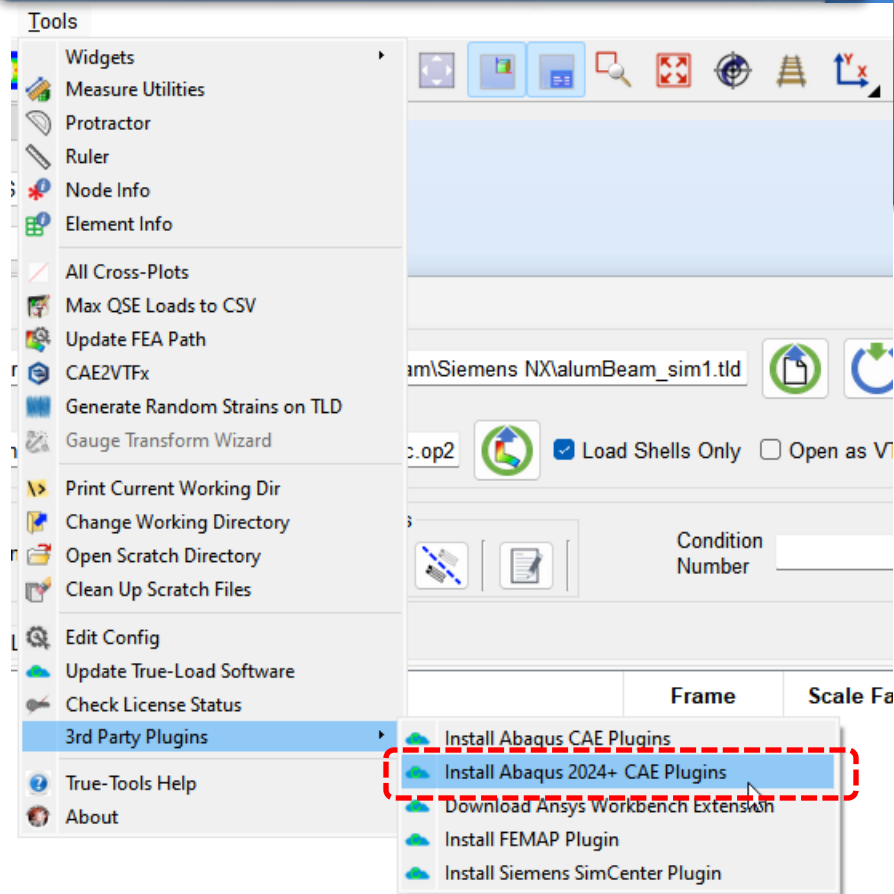 Tools
Widgets
Measure Utilities
Protractor
Ruler
Node Info
Element Info
All Cross-Plots
Max QSE Loads to CSV
Update FEA Path
CAE2VTFx
Generate Random Strains on TLD
Gauge Transform Wizard
Print Current Working Dir
Change Working Directory
Open Scratch Directory
Clean Up Scratch Files
Edit Config
Update True-Load Software
Check License Status
3rd Party Plugins
True-Tools Help
About
Install Abaqus CAE Plugins
Install Abaqus 2024+ CAE Plugins
Download Ansys Workbench Extension
Install FEMAP Plugin
Install Siemens SimCenter Plugin
Y
X
am\Siemens NX\alumBeam_sim1.tld
c.op2
Load Shells Only
Open as VT
Condition
Number
Frame
Scale Fa